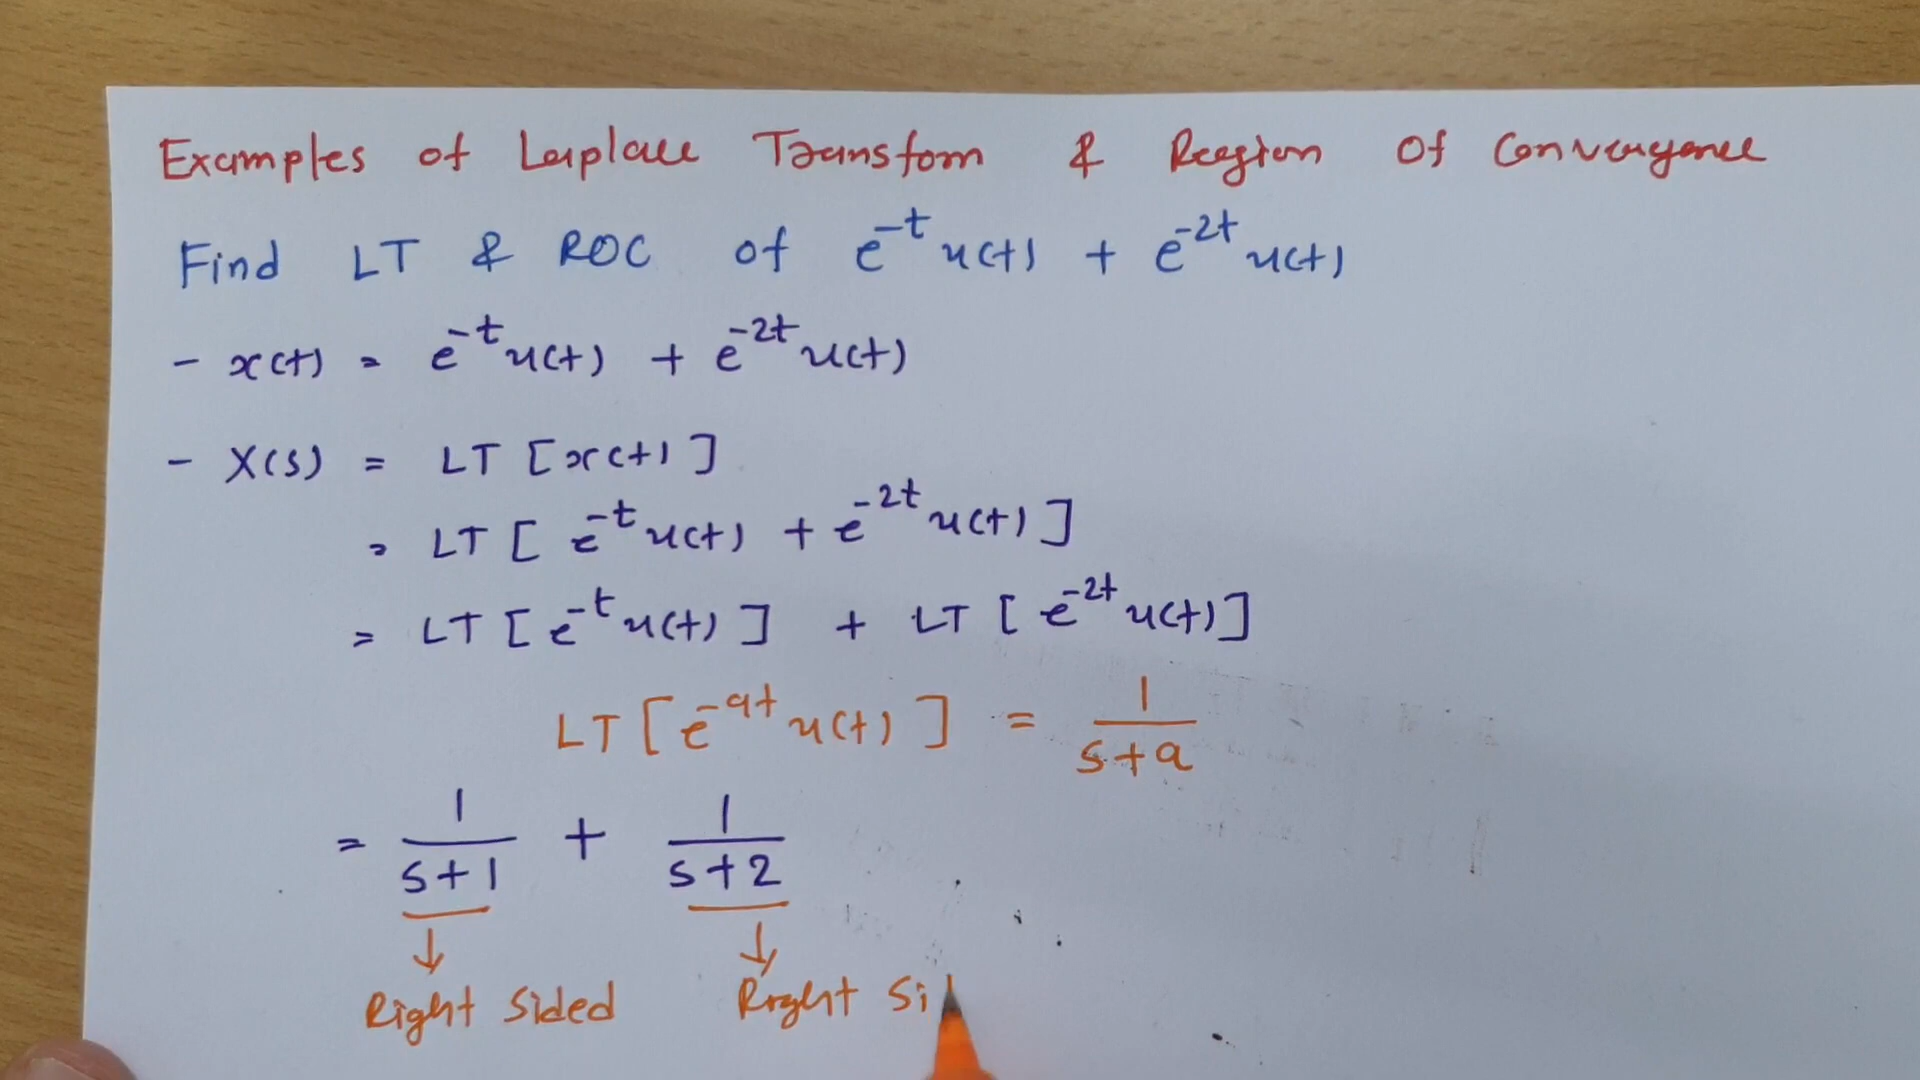 Examples of Laplace Transform & Region Of Convergence
Find LT & ROC of e^-t u(t) + e^-2t u(t)
- x(t) = e^-t u(t) + e^-2t u(t)
- X(s) = LT [x(t)]
= LT [ e^-t u(t) + e^-2t u(t) ]
= LT [ e^-t u(t) ] + LT [ e^-2t u(t) ]
LT [ e^-at u(t) ] = 1/(s+a)
= 1/(s+1) + 1/(s+2)
↓ ↓
Right Sided Right Si